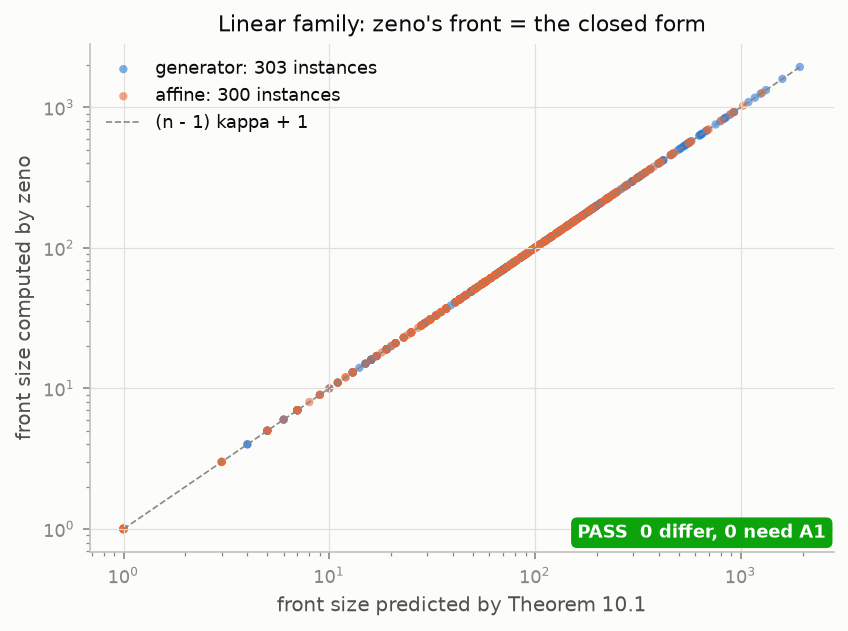 Linear family: zeno's front = the closed form
generator: 303 instances
affine: 300 instances
(n - 1) kappa + 1
front size computed by zeno
10³
10²
10¹
10⁰
PASS 0 differ, 0 need A1
10⁰ 10¹ 10² 10³
front size predicted by Theorem 10.1